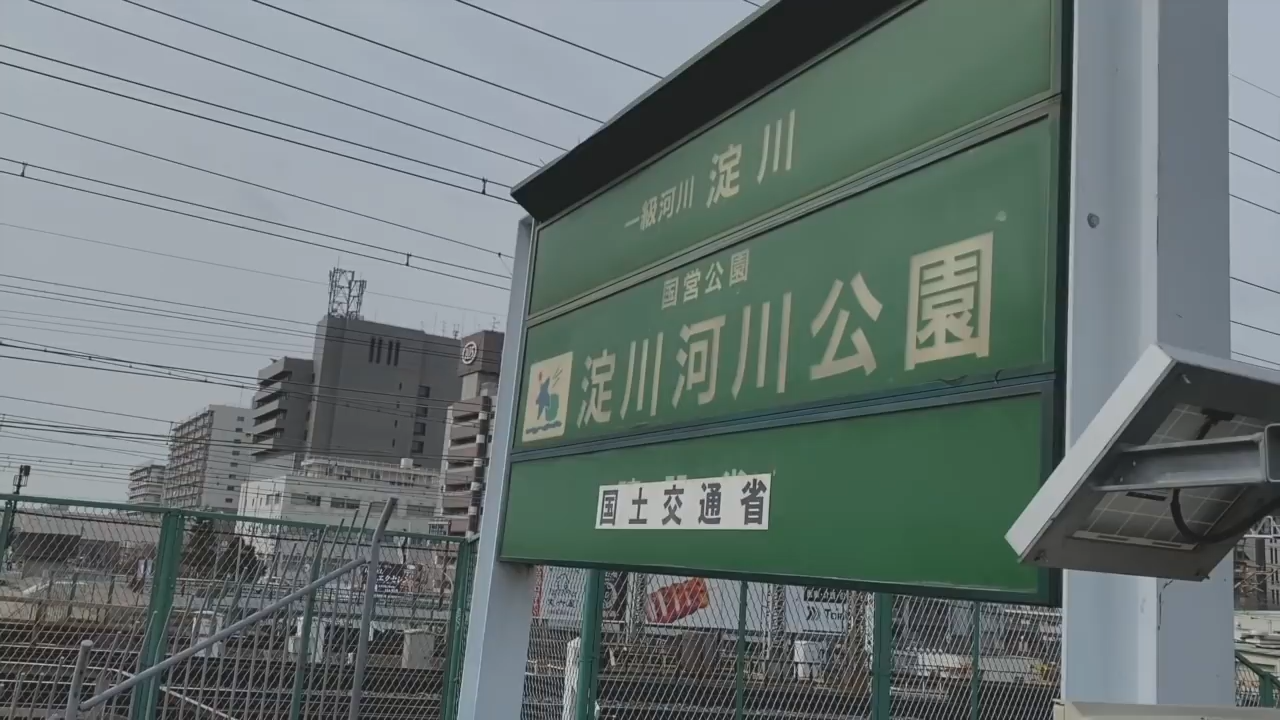 一級河川 淀川
国営公園
淀川河川公園
国土交通省